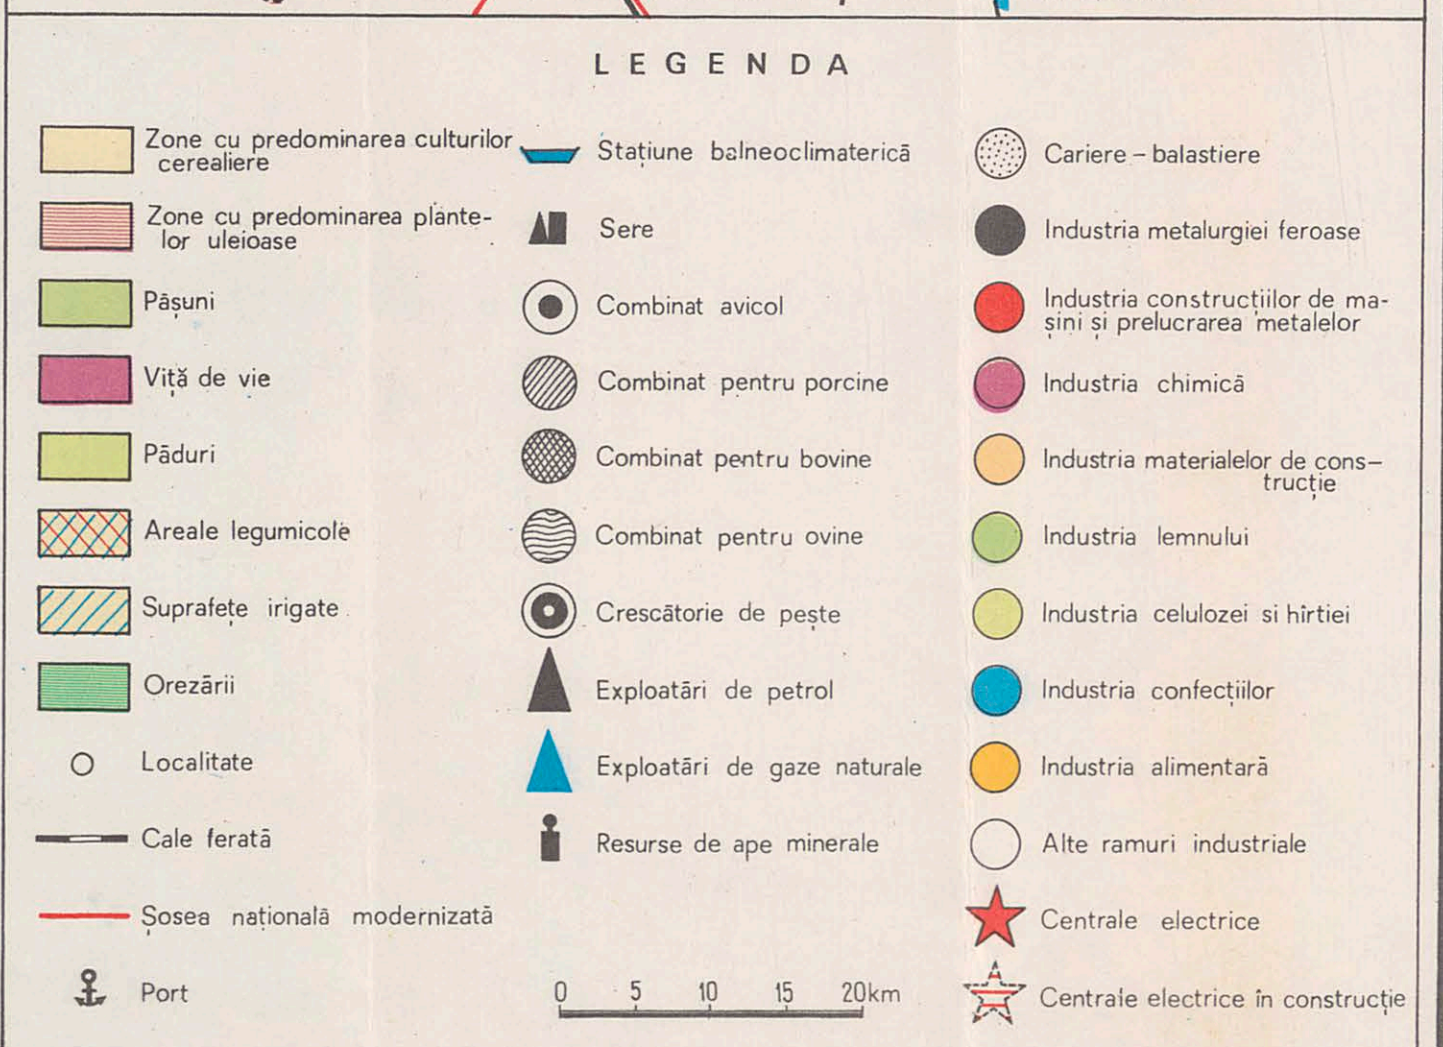 LEGENDA
Zone cu predominarea culturilor
cerealiere
Zone cu predominarea plante-
lor uleioase
Pășuni
Viță de vie
Păduri
Areale legumicole
Suprafețe irigate
Orezării
Localitate
Cale ferată
Șosea națională modernizată
Port
Stațiune balneoclimaterică
Sere
Combinat avicol
Combinat pentru porcine
Combinat pentru bovine
Combinat pentru ovine
Crescătorie de pește
Exploatări de petrol
Exploatări de gaze naturale
Resurse de ape minerale
0 5 10 15 20km
Cariere – balastiere
Industria metalurgiei feroase
Industria construcțiilor de ma-
șini și prelucrarea metalelor
Industria chimică
Industria materialelor de cons-
trucție
Industria lemnului
Industria celulozei si hîrtiei
Industria confecțiilor
Industria alimentară
Alte ramuri industriale
Centrale electrice
Centrale electrice în construcție